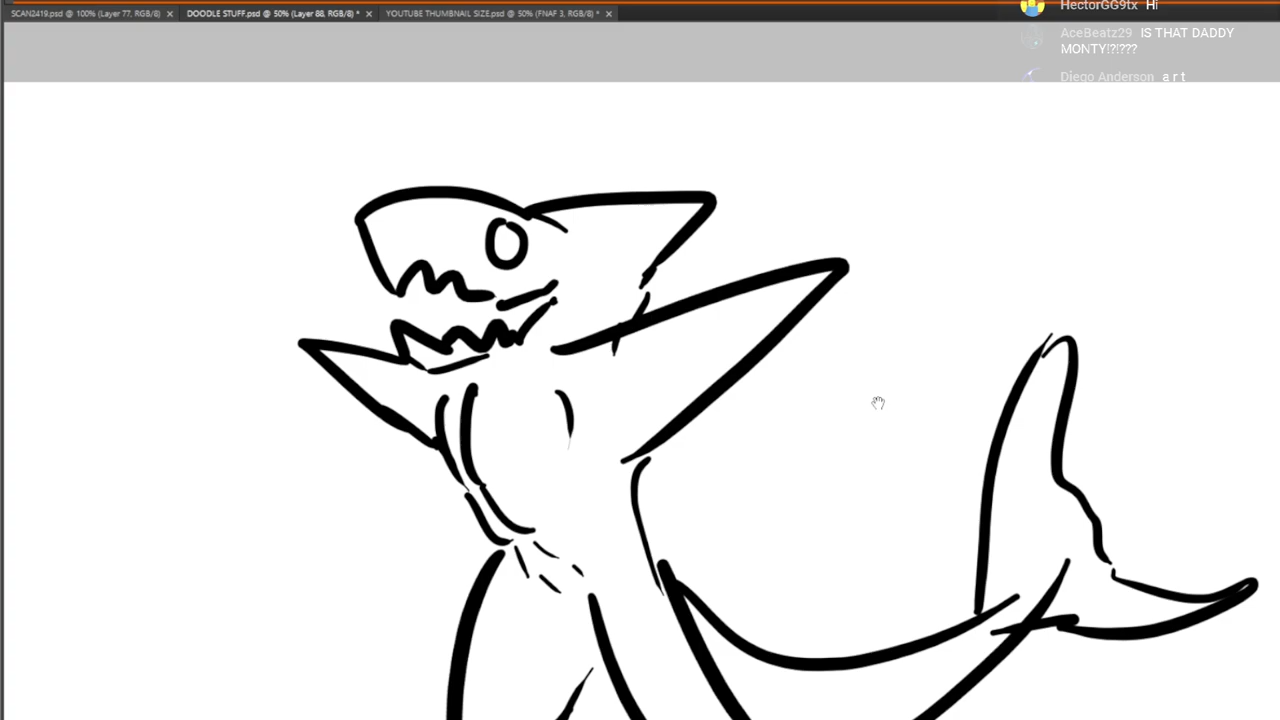 SCAN2419.psd @ 100% (Layer 77, RGB/8)
DOODLE STUFF.psd @ 50% (Layer 88, RGB/8) *
YOUTUBE THUMBNAIL SIZE.psd @ 50% (FNAF 3, RGB/8) *
HectorGG9tx Hi
AceBeatz29 IS THAT DADDY
MONTY!?!????
Diego Anderson a r t